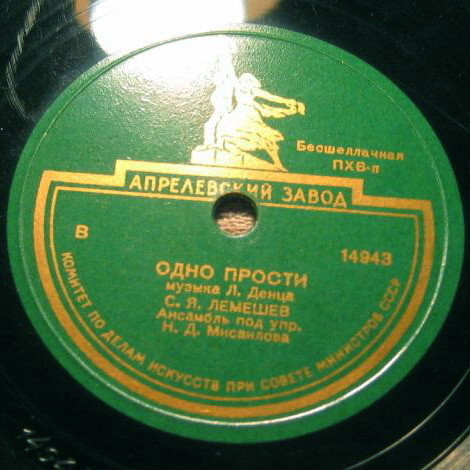 Бесшеллачная
ПХВ-п
АПРЕЛЕВСКИЙ ЗАВОД
В
14943
ОДНО ПРОСТИ
музыка Л. Денца
С. Я. ЛЕМЕШЕВ
Ансамбль под упр.
Н. Д. Мисаилова
КОМИТЕТ ПО ДЕЛАМ ИСКУССТВ ПРИ СОВЕТЕ МИНИСТРОВ СССР